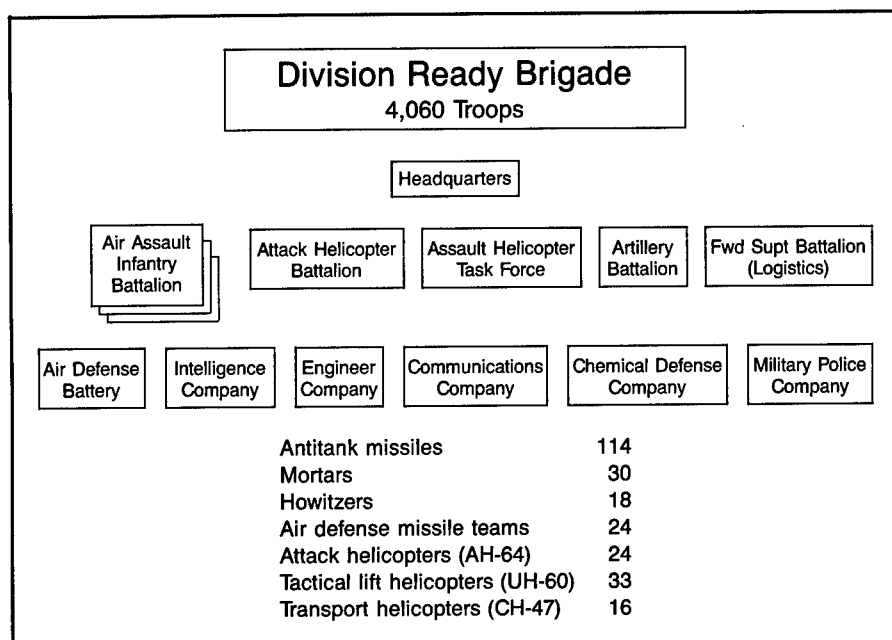 Division Ready Brigade
4,060 Troops
Headquarters
Air Assault
Infantry
Battalion
Attack Helicopter
Battalion
Assault Helicopter
Task Force
Artillery
Battalion
Fwd Supt Battalion
(Logistics)
Air Defense
Battery
Intelligence
Company
Engineer
Company
Communications
Company
Chemical Defense
Company
Military Police
Company
Antitank missiles 114
Mortars 30
Howitzers 18
Air defense missile teams 24
Attack helicopters (AH-64) 24
Tactical lift helicopters (UH-60) 33
Transport helicopters (CH-47) 16